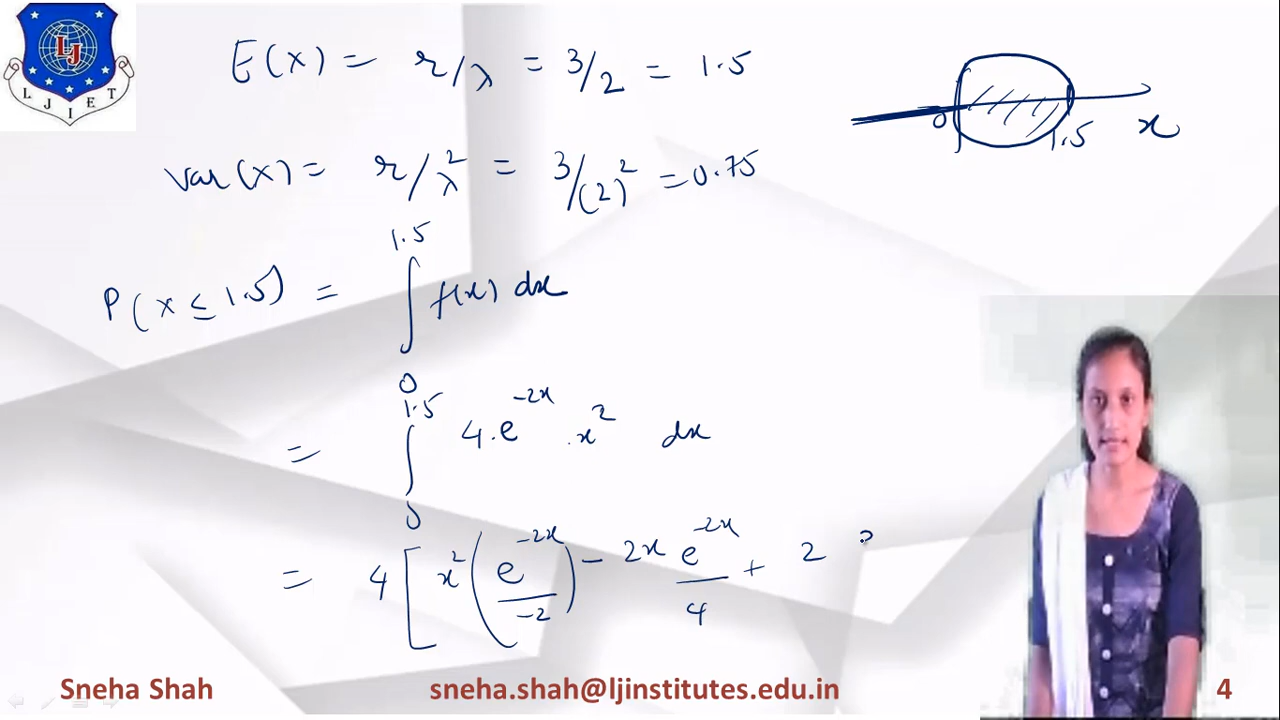 LJ
LJIET
E(x) = r/λ = 3/2 = 1.5
0 1.5 x
Var(x) = r/λ² = 3/(2)² = 0.75
P(x ≤ 1.5) = ∫₀^1.5 f(x) dx
= ∫₀^1.5 4.e^-2x .x² dx
= 4[x²(e^-2x/-2) - 2x e^-2x/4 + 2
Sneha Shah sneha.shah@ljinstitutes.edu.in 4